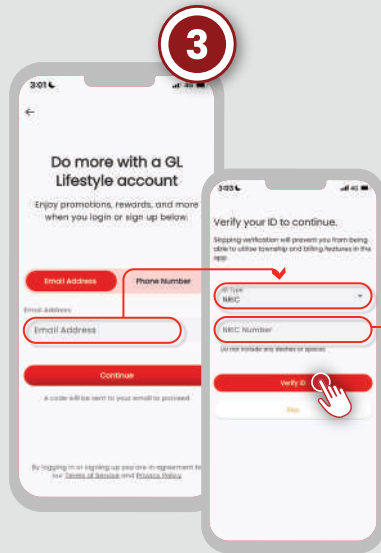 3
3:01
4G
Do more with a GL
Lifestyle account
Enjoy promotions, rewards, and more
when you login or sign up below.
Email Address
Phone Number
Email Address
Email Address
Continue
A code will be sent to your email to proceed
By logging in or signing up you are in agreement to
our Terms of Service and Privacy Policy
3:03
4G
Verify your ID to continue.
Skipping verification will prevent you from being
able to utilise township and billing features in the
app.
ID Type
NRIC
NRIC Number
Do not include any dashes or spaces
Verify ID
Skip